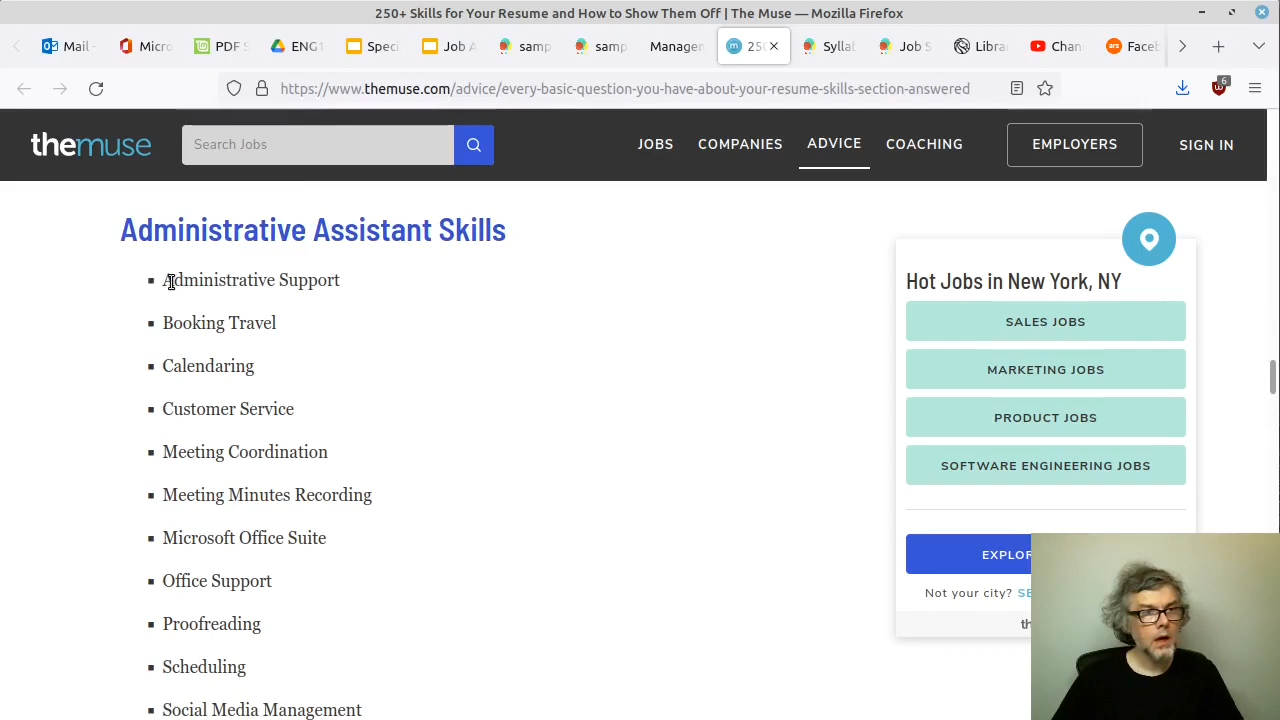 250+ Skills for Your Resume and How to Show Them Off | The Muse — Mozilla Firefox
Mail
Micro
PDF
ENG1
Speci
Job A
samp
samp
Managem
250
Syllab
Job S
Libra
Chan
Faceb
https://www.themuse.com/advice/every-basic-question-you-have-about-your-resume-skills-section-answered
6
themuse
Search Jobs
JOBS
COMPANIES
ADVICE
COACHING
EMPLOYERS
SIGN IN
Administrative Assistant Skills
Administrative Support
Booking Travel
Calendaring
Customer Service
Meeting Coordination
Meeting Minutes Recording
Microsoft Office Suite
Office Support
Proofreading
Scheduling
Social Media Management
Hot Jobs in New York, NY
SALES JOBS
MARKETING JOBS
PRODUCT JOBS
SOFTWARE ENGINEERING JOBS
EXPLOR
Not your city? SE
th